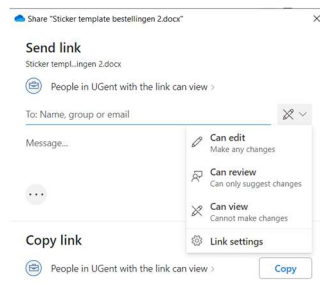 Share "Sticker template bestellingen 2.docx"
Send link
Sticker templ...ingen 2.docx
People in UGent with the link can view
To: Name, group or email
Message...
Can edit
Make any changes
Can review
Can only suggest changes
Can view
Cannot make changes
Link settings
Copy link
People in UGent with the link can view
Copy